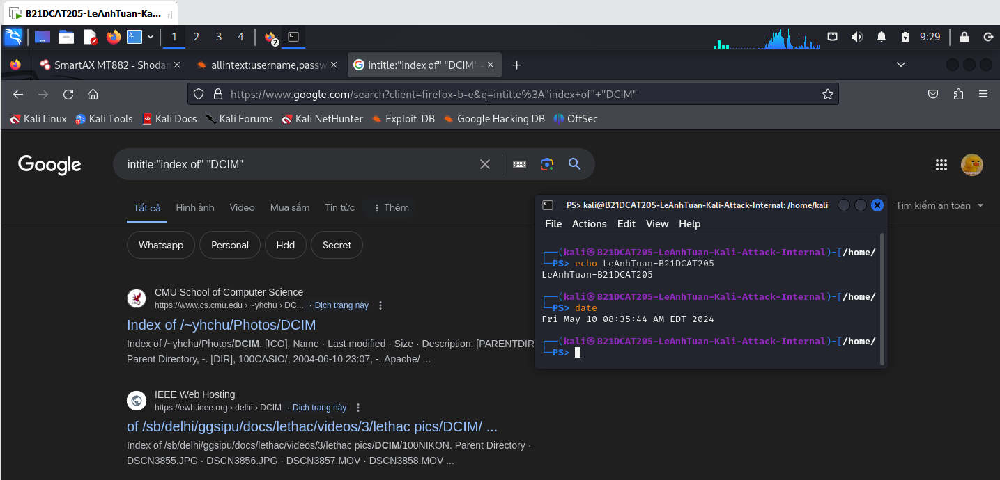 B21DCAT205-LeAnhTuan-Ka...
1 2 3 4 2 9:29
SmartAX MT882 - Shodan allintext:username,passw intitle:"index of" "DCIM" -
https://www.google.com/search?client=firefox-b-e&q=intitle%3A"index+of"+"DCIM"
Kali Linux Kali Tools Kali Docs Kali Forums Kali NetHunter Exploit-DB Google Hacking DB OffSec
Google intitle:"index of" "DCIM"
Tất cả Hình ảnh Video Mua sắm Tin tức Thêm Tìm kiếm an toàn
Whatsapp Personal Hdd Secret
CMU School of Computer Science
https://www.cs.cmu.edu › ~yhchu › DC... · Dịch trang này
Index of /~yhchu/Photos/DCIM
Index of /~yhchu/Photos/DCIM. [ICO], Name · Last modified · Size · Description. [PARENTDIR
Parent Directory, -. [DIR], 100CASIO/, 2004-06-10 23:07, -. Apache/ ...
IEEE Web Hosting
https://ewh.ieee.org › delhi › DCIM · Dịch trang này
of /sb/delhi/ggsipu/docs/lethac/videos/3/lethac pics/DCIM/ ...
Index of /sb/delhi/ggsipu/docs/lethac/videos/3/lethac pics/DCIM/100NIKON. Parent Directory ·
DSCN3855.JPG · DSCN3856.JPG · DSCN3857.MOV · DSCN3858.MOV ...
PS> kali@B21DCAT205-LeAnhTuan-Kali-Attack-Internal: /home/kali
File Actions Edit View Help
┌──(kali㉿B21DCAT205-LeAnhTuan-Kali-Attack-Internal)-[/home/
└─PS> echo LeAnhTuan-B21DCAT205
LeAnhTuan-B21DCAT205
┌──(kali㉿B21DCAT205-LeAnhTuan-Kali-Attack-Internal)-[/home/
└─PS> date
Fri May 10 08:35:44 AM EDT 2024
┌──(kali㉿B21DCAT205-LeAnhTuan-Kali-Attack-Internal)-[/home/
└─PS>